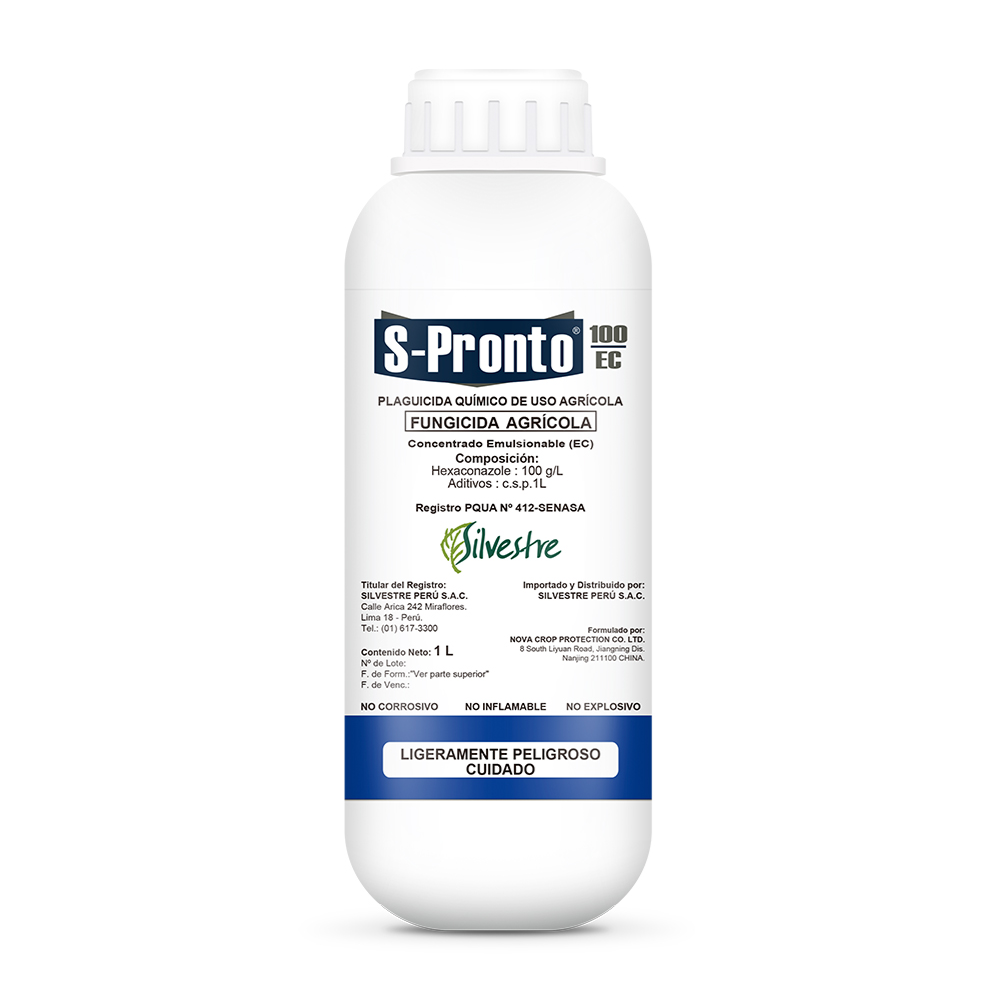 S-Pronto® 100
EC
PLAGUICIDA QUÍMICO DE USO AGRÍCOLA
FUNGICIDA AGRÍCOLA
Concentrado Emulsionable (EC)
Composición:
Hexaconazole : 100 g/L
Aditivos : c.s.p.1L
Registro PQUA Nº 412-SENASA
Silvestre
Titular del Registro:
SILVESTRE PERÚ S.A.C.
Calle Arica 242 Miraflores.
Lima 18 - Perú.
Tel.: (01) 617-3300
Importado y Distribuido por:
SILVESTRE PERÚ S.A.C.
Formulado por:
NOVA CROP PROTECTION CO. LTD.
8 South Liyuan Road, Jiangning Dis.
Nanjing 211100 CHINA.
Contenido Neto: 1 L
Nº de Lote:
F. de Form.:"Ver parte superior"
F. de Venc.:
NO CORROSIVO NO INFLAMABLE NO EXPLOSIVO
LIGERAMENTE PELIGROSO
CUIDADO